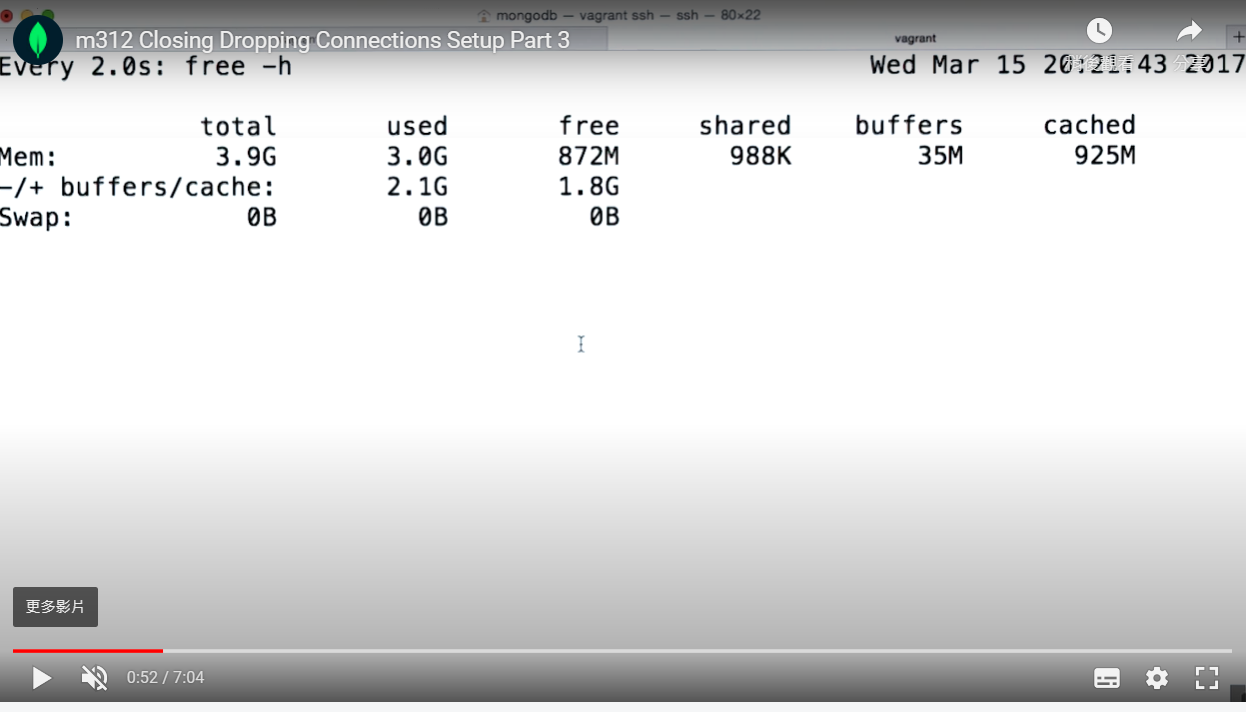 mongodb — vagrant ssh — ssh — 80×22
m312 Closing Dropping Connections Setup Part 3
vagrant
Every 2.0s: free -h Wed Mar 15 20:21:43 2017
稍後觀看 分享
total used free shared buffers cached
Mem: 3.9G 3.0G 872M 988K 35M 925M
-/+ buffers/cache: 2.1G 1.8G
Swap: 0B 0B 0B
更多影片
0:52 / 7:04